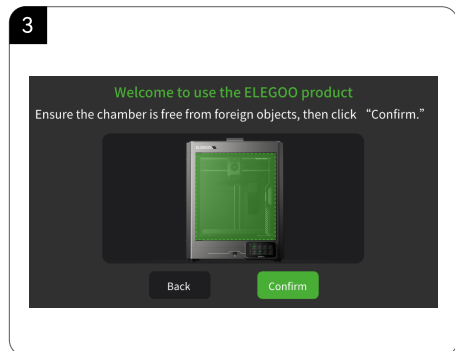 3
Welcome to use the ELEGOO product
Ensure the chamber is free from foreign objects, then click “Confirm.”
Back
Confirm